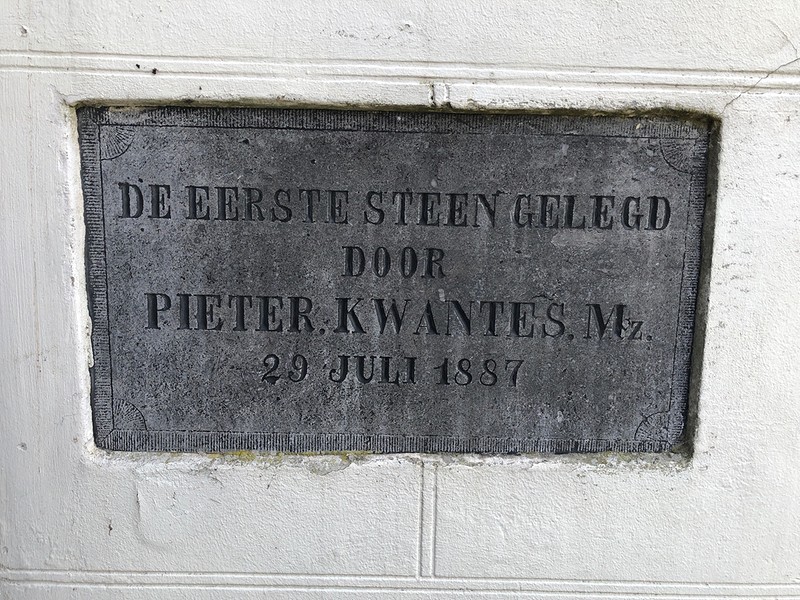 DE EERSTE STEEN GELEGD
DOOR
PIETER. KWANTES. Mz.
29 JULI 1887